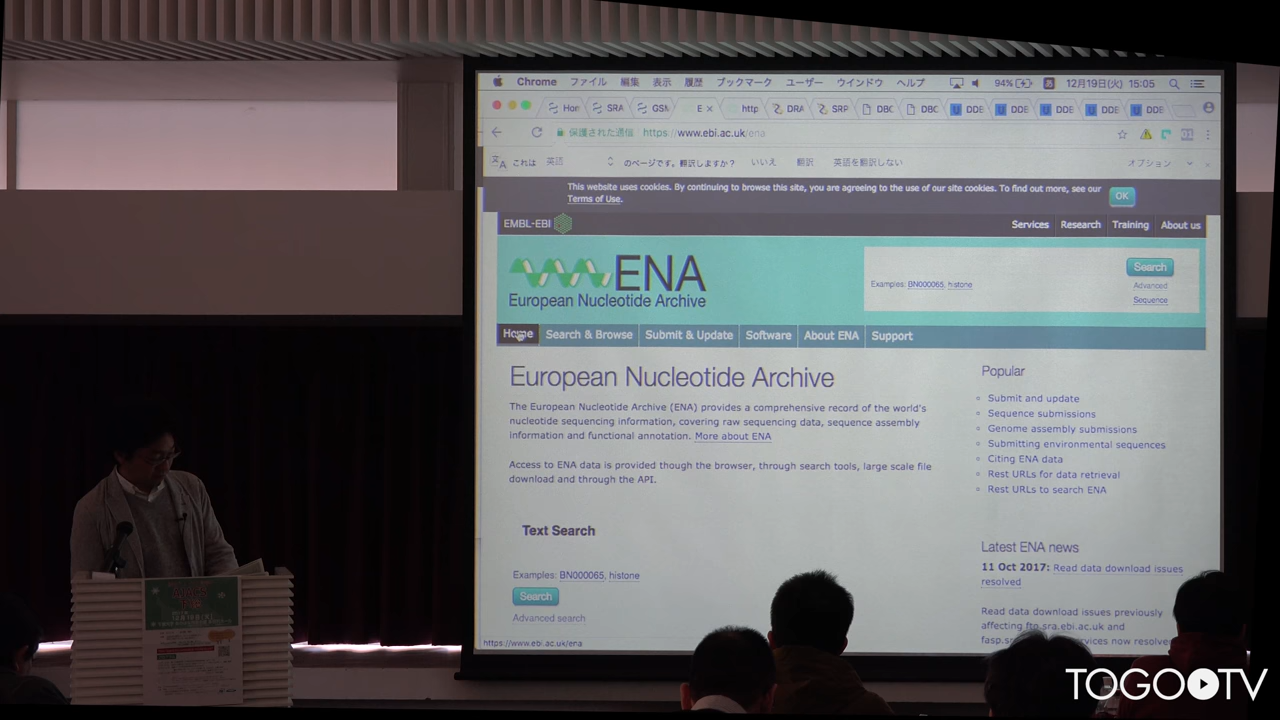 Chrome ファイル 編集 表示 履歴 ブックマーク ユーザー ウインドウ ヘルプ 94% あ 12月19日(火) 15:05
Hon SRA GSM E × http DRA SRP DBC DBC DDE DDE DDE DDE DDE
保護された通信 https://www.ebi.ac.uk/ena
これは 英語 のページです。翻訳しますか？ いいえ 翻訳 英語を翻訳しない オプション
This website uses cookies. By continuing to browse this site, you are agreeing to the use of our site cookies. To find out more, see our
Terms of Use.
OK
EMBL-EBI
Services Research Training About us
ENA
European Nucleotide Archive
Search
Examples: BN000065, histone
Advanced
Sequence
Home Search & Browse Submit & Update Software About ENA Support
European Nucleotide Archive
The European Nucleotide Archive (ENA) provides a comprehensive record of the world's
nucleotide sequencing information, covering raw sequencing data, sequence assembly
information and functional annotation. More about ENA
Access to ENA data is provided though the browser, through search tools, large scale file
download and through the API.
Text Search
Examples: BN000065, histone
Search
Advanced search
https://www.ebi.ac.uk/ena
Popular
Submit and update
Sequence submissions
Genome assembly submissions
Submitting environmental sequences
Citing ENA data
Rest URLs for data retrieval
Rest URLs to search ENA
Latest ENA news
11 Oct 2017: Read data download issues
resolved
Read data download issues previously
affecting ftp.sra.ebi.ac.uk and
services now resolved
TOGO TV